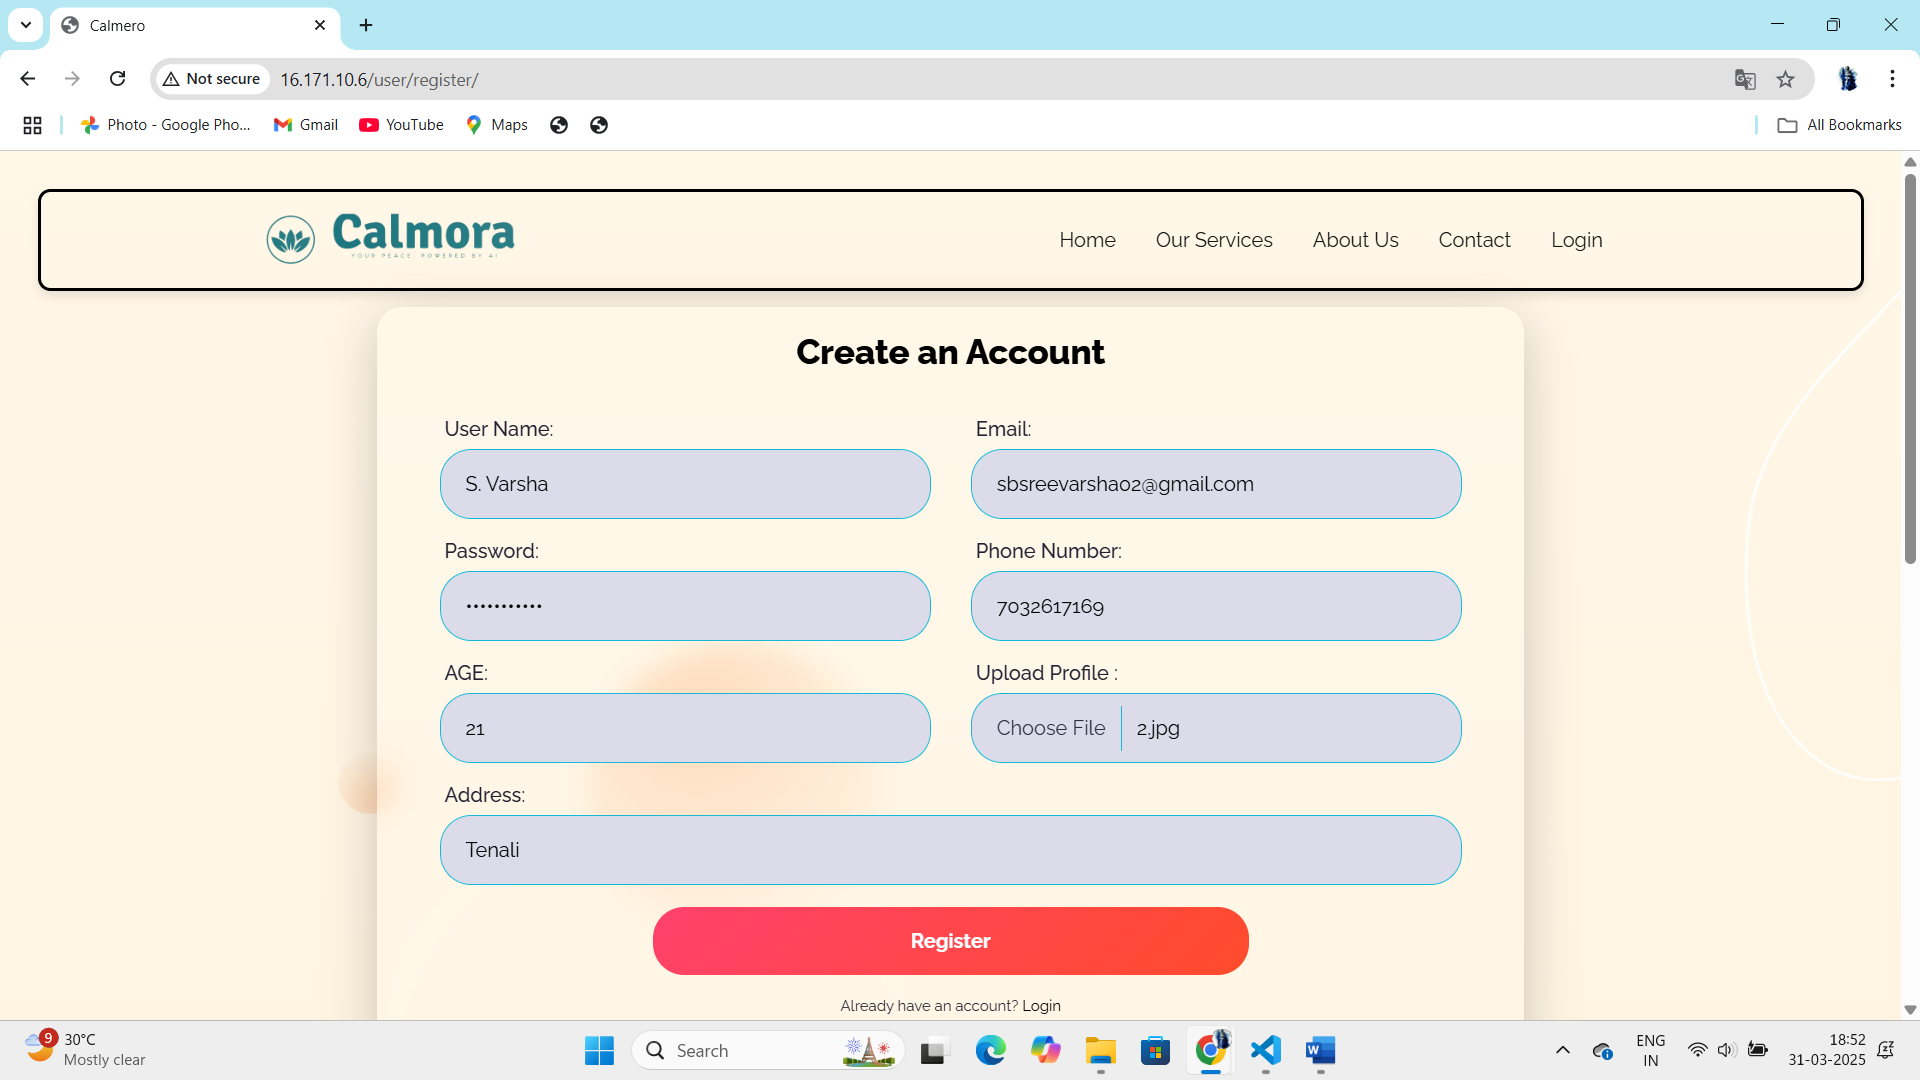 Calmero
Not secure 16.171.10.6/user/register/
Photo - Google Pho... Gmail YouTube Maps All Bookmarks
Calmora
YOUR PEACE. POWERED BY AI
Home Our Services About Us Contact Login
Create an Account
User Name: Email:
S. Varsha sbsreevarsha02@gmail.com
Password: Phone Number:
••••••••••• 7032617169
AGE: Upload Profile :
21 Choose File 2.jpg
Address:
Tenali
Register
Already have an account? Login
9 30°C
Mostly clear
Search
ENG
IN
18:52
31-03-2025